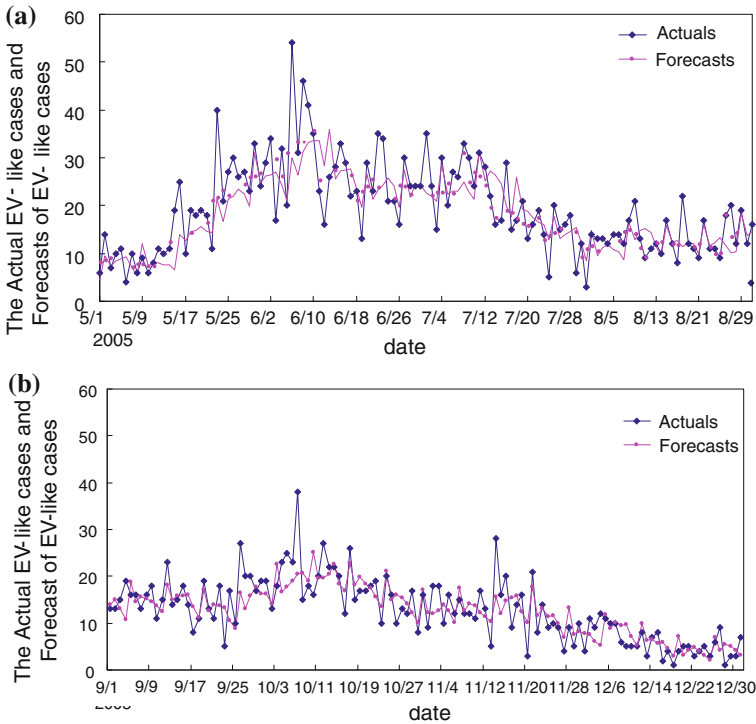 (a)
60
50
40
30
20
10
0
The Actual EV- like cases and
Forecasts of EV- like cases
Actuals
Forecasts
5/1 5/9 5/17 5/25 6/2 6/10 6/18 6/26 7/4 7/12 7/20 7/28 8/5 8/13 8/21 8/29
2005
date
(b)
60
50
40
30
20
10
0
The Actual EV-like cases and
Forecast of EV-like cases
Actuals
Forecasts
9/1 9/9 9/17 9/25 10/3 10/11 10/19 10/27 11/4 11/12 11/20 11/28 12/6 12/14 12/22 12/30
date